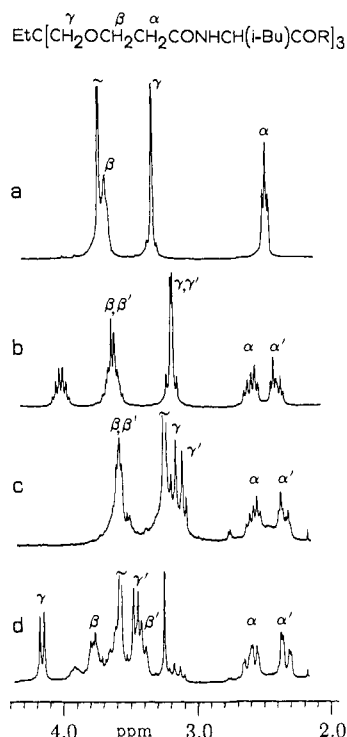 γ β α
EtC[CH₂OCH₂CH₂CONHCH(i-Bu)COR]₃
~ γ
β α
a
γ,γ'
β,β'
b α α'
~
β,β' γ γ'
c α α'
~
γ γ'
β β' α α'
d
4.0 ppm 3.0 2.0